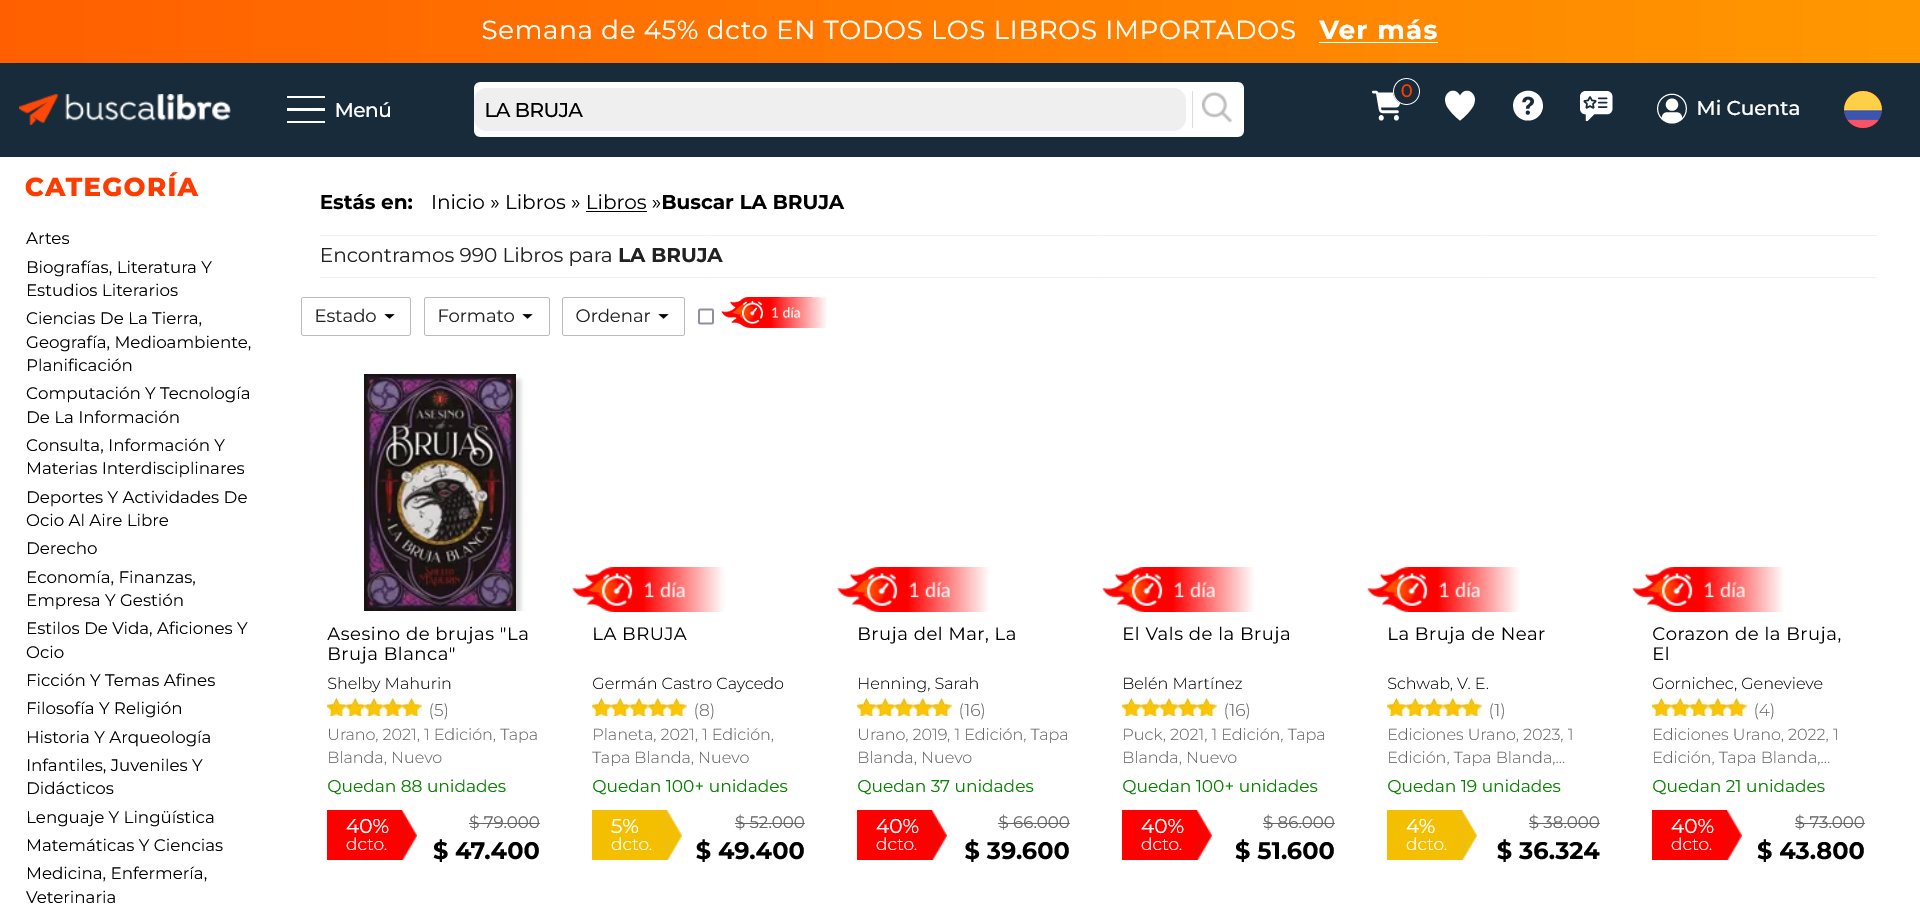 Semana de 45% dcto EN TODOS LOS LIBROS IMPORTADOS Ver más
buscalibre
Menú
LA BRUJA
0
Mi Cuenta
CATEGORÍA
Artes
Biografías, Literatura Y
Estudios Literarios
Ciencias De La Tierra,
Geografía, Medioambiente,
Planificación
Computación Y Tecnología
De La Información
Consulta, Información Y
Materias Interdisciplinares
Deportes Y Actividades De
Ocio Al Aire Libre
Derecho
Economía, Finanzas,
Empresa Y Gestión
Estilos De Vida, Aficiones Y
Ocio
Ficción Y Temas Afines
Filosofía Y Religión
Historia Y Arqueología
Infantiles, Juveniles Y
Didácticos
Lenguaje Y Lingüística
Matemáticas Y Ciencias
Medicina, Enfermería,
Veterinaria
Estás en: Inicio » Libros » Libros »Buscar LA BRUJA
Encontramos 990 Libros para LA BRUJA
Estado
Formato
Ordenar
1 día
ASESINO
de
BRUJAS
LA BRUJA BLANCA
SHELBY
MAHURIN
Asesino de brujas "La
Bruja Blanca"
Shelby Mahurin
(5)
Urano, 2021, 1 Edición, Tapa
Blanda, Nuevo
Quedan 88 unidades
40%
dcto.
$ 79.000
$ 47.400
1 día
LA BRUJA
Germán Castro Caycedo
(8)
Planeta, 2021, 1 Edición,
Tapa Blanda, Nuevo
Quedan 100+ unidades
5%
dcto.
$ 52.000
$ 49.400
1 día
Bruja del Mar, La
Henning, Sarah
(16)
Urano, 2019, 1 Edición, Tapa
Blanda, Nuevo
Quedan 37 unidades
40%
dcto.
$ 66.000
$ 39.600
1 día
El Vals de la Bruja
Belén Martínez
(16)
Puck, 2021, 1 Edición, Tapa
Blanda, Nuevo
Quedan 100+ unidades
40%
dcto.
$ 86.000
$ 51.600
1 día
La Bruja de Near
Schwab, V. E.
(1)
Ediciones Urano, 2023, 1
Edición, Tapa Blanda,...
Quedan 19 unidades
4%
dcto.
$ 38.000
$ 36.324
1 día
Corazon de la Bruja,
El
Gornichec, Genevieve
(4)
Ediciones Urano, 2022, 1
Edición, Tapa Blanda,...
Quedan 21 unidades
40%
dcto.
$ 73.000
$ 43.800